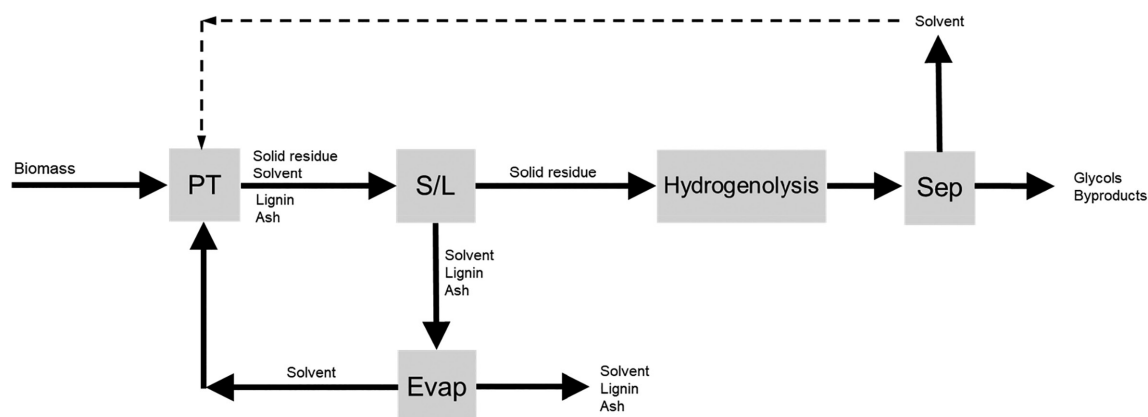 Solvent
Biomass
PT
Solid residue
Solvent
Lignin
Ash
S/L
Solid residue
Hydrogenolysis
Sep
Glycols
Byproducts
Solvent
Lignin
Ash
Solvent
Evap
Solvent
Lignin
Ash